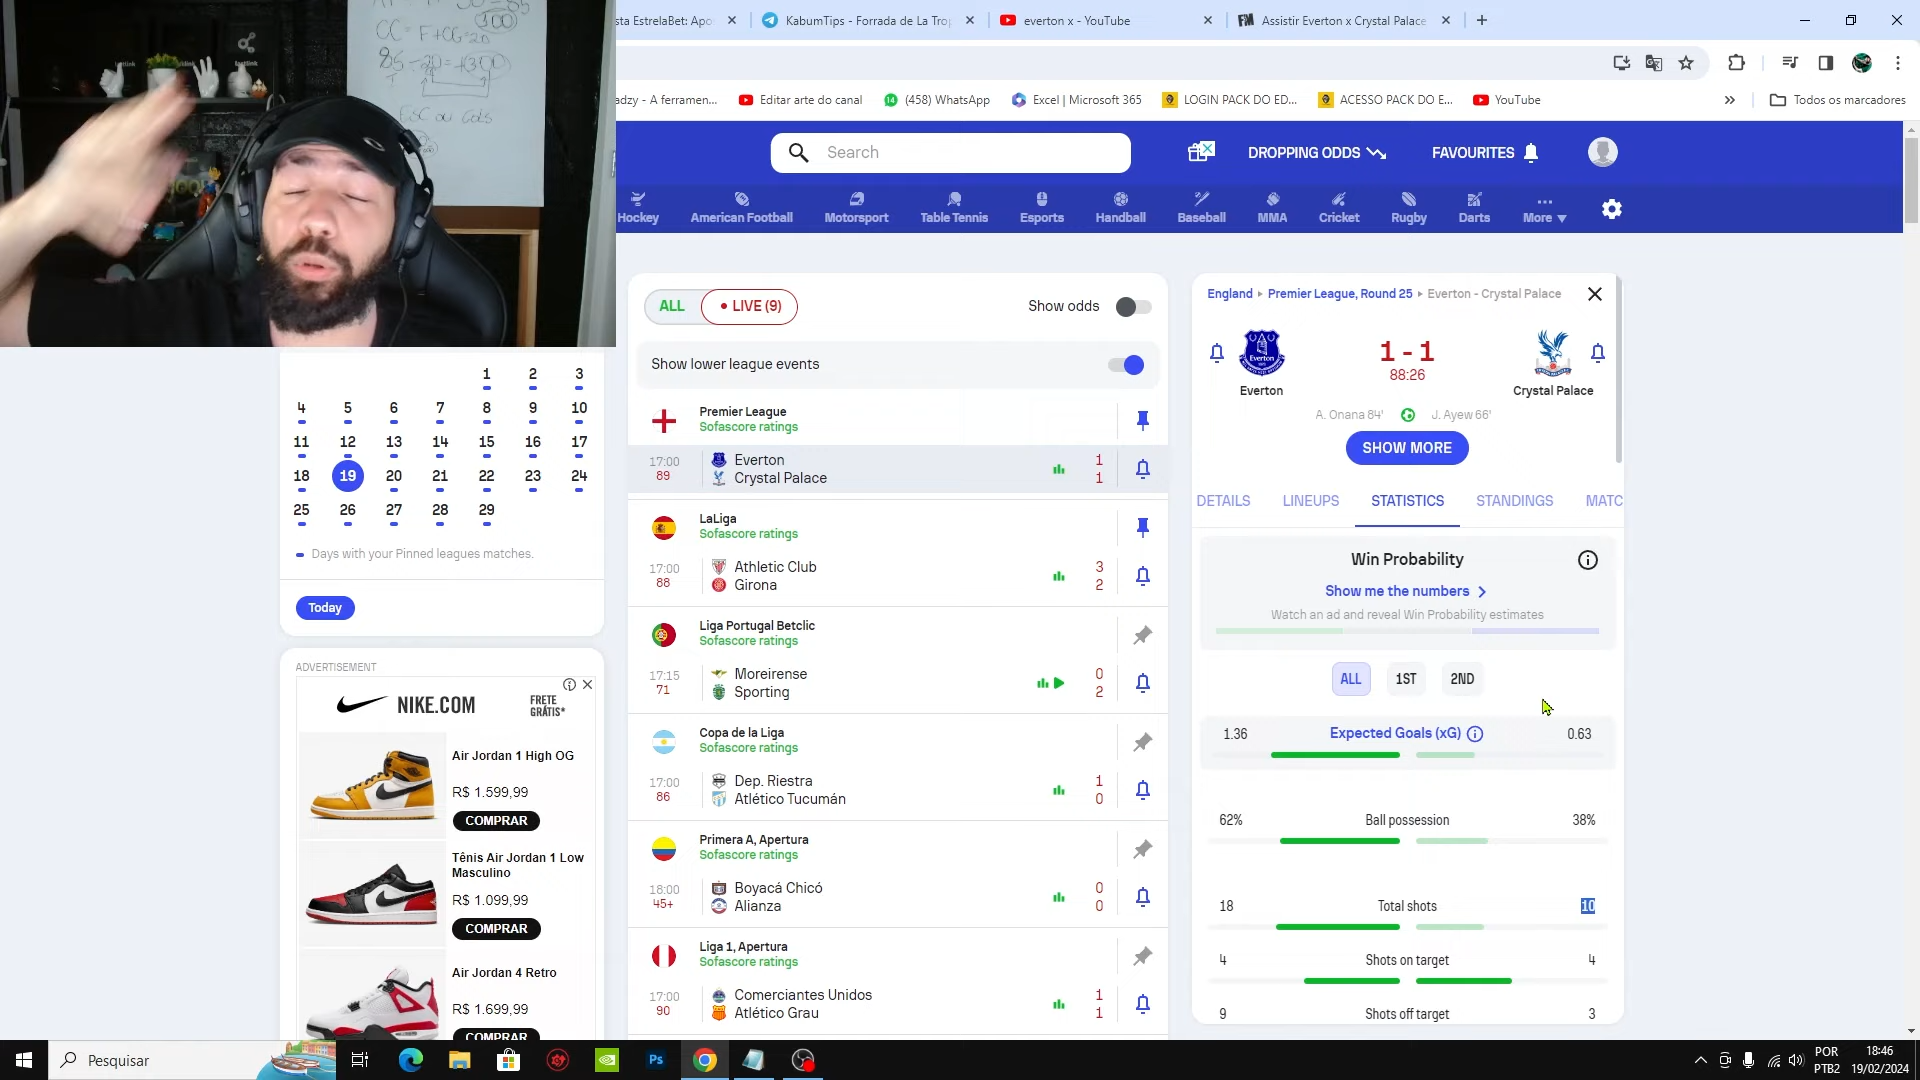 sta EstrelaBet: Apo
KabumTips - Forrada de La Tro
everton x - YouTube
Assistir Everton x Crystal Palace
adzy - A ferramen...
Editar arte do canal
(458) WhatsApp
Excel | Microsoft 365
LOGIN PACK DO ED...
ACESSO PACK DO E...
YouTube
Todos os marcadores
CC = F+CG=20
ESC ou Gols
Search
DROPPING ODDS
FAVOURITES
Hockey
American Football
Motorsport
Table Tennis
Esports
Handball
Baseball
MMA
Cricket
Rugby
Darts
More
1 2 3
4 5 6 7 8 9 10
11 12 13 14 15 16 17
18 19 20 21 22 23 24
25 26 27 28 29
Days with your Pinned leagues matches.
Today
ADVERTISEMENT
NIKE.COM
FRETE
GRÁTIS*
Air Jordan 1 High OG
R$ 1.599,99
COMPRAR
Tênis Air Jordan 1 Low
Masculino
R$ 1.099,99
COMPRAR
Air Jordan 4 Retro
R$ 1.699,99
COMPRAR
ALL
LIVE (9)
Show odds
Show lower league events
Premier League
Sofascore ratings
17:00 Everton 1
89 Crystal Palace 1
LaLiga
Sofascore ratings
17:00 Athletic Club 3
88 Girona 2
Liga Portugal Betclic
Sofascore ratings
17:15 Moreirense 0
71 Sporting 2
Copa de la Liga
Sofascore ratings
17:00 Dep. Riestra 1
86 Atlético Tucumán 0
Primera A, Apertura
Sofascore ratings
18:00 Boyacá Chicó 0
45+ Alianza 0
Liga 1, Apertura
Sofascore ratings
17:00 Comerciantes Unidos 1
90 Atlético Grau 1
England Premier League, Round 25 Everton - Crystal Palace
1 - 1
88:26
Everton
Crystal Palace
A. Onana 84' J. Ayew 66'
SHOW MORE
DETAILS LINEUPS STATISTICS STANDINGS MATC
Win Probability
Show me the numbers
Watch an ad and reveal Win Probability estimates
ALL 1ST 2ND
1.36 Expected Goals (xG) 0.63
62% Ball possession 38%
18 Total shots 10
4 Shots on target 4
9 Shots off target 3
Pesquisar
Ps
POR
PTB2
18:46
19/02/2024